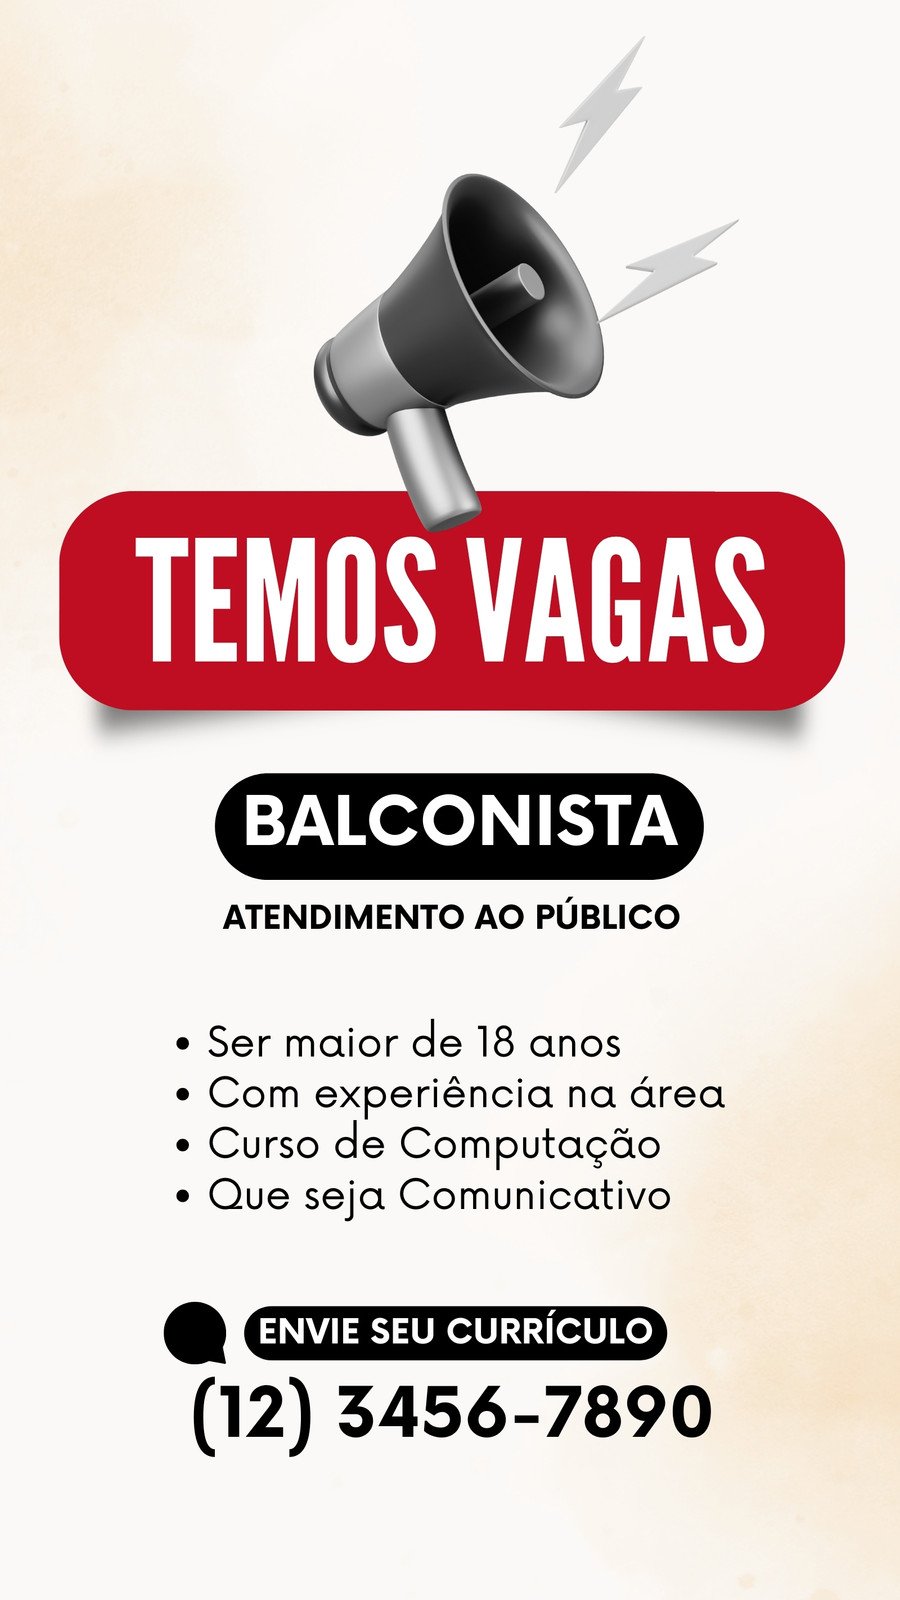 TEMOS VAGAS
BALCONISTA
ATENDIMENTO AO PÚBLICO
• Ser maior de 18 anos
• Com experiência na área
• Curso de Computação
• Que seja Comunicativo
ENVIE SEU CURRÍCULO
(12) 3456-7890